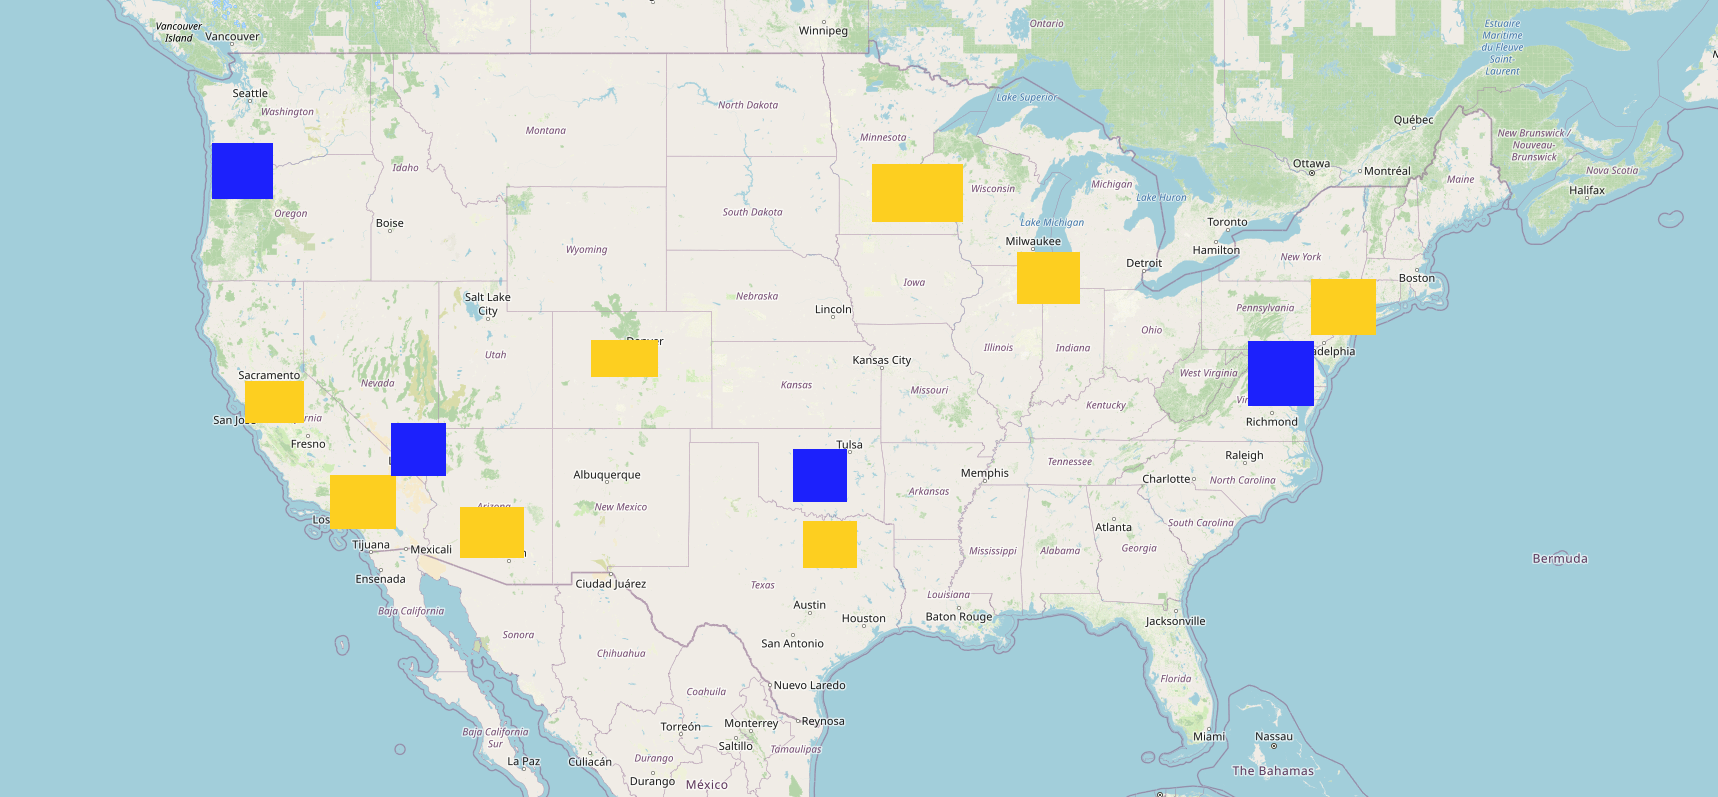 Vancouver
Island
Vancouver
Winnipeg
Ontario
Estuaire
Maritime
du Fleuve
Saint-
Laurent
Seattle
Washington
North Dakota
Lake Superior
Montana
Minnesota
Québec
New Brunswick /
Nouveau-
Brunswick
Idaho
Ottawa
Montréal
Nova Scotia
Maine
Halifax
Wisconsin
Michigan
Lake Huron
Oregon
Boise
South Dakota
Lake Michigan
Toronto
Milwaukee
Hamilton
Wyoming
Detroit
New York
Boston
Salt Lake
City
Nebraska
Iowa
Lincoln
Pennsylvania
Ohio
Utah
Illinois
Indiana
adelphia
Kansas City
West Virginia
Sacramento
Nevada
Kansas
Missouri
Kentucky
San Jos
rnia
Fresno
Richmond
Tulsa
Raleigh
Albuquerque
Memphis
Tennessee
Charlotte
North Carolina
New Mexico
Arkansas
Los
South Carolina
Atlanta
Tijuana
Mexicali
Mississippi
Alabama
Georgia
Bermuda
Ensenada
Ciudad Juárez
Texas
Louisiana
Austin
Baja California
Houston
Baton Rouge
Jacksonville
Sonora
San Antonio
Chihuahua
Florida
Coahuila
Nuevo Laredo
Torreón
Monterrey
Reynosa
Baja California
Sur
Saltillo
Tamaulipas
Miami
Nassau
La Paz
Culiacán
Durango
Durango
México
The Bahamas